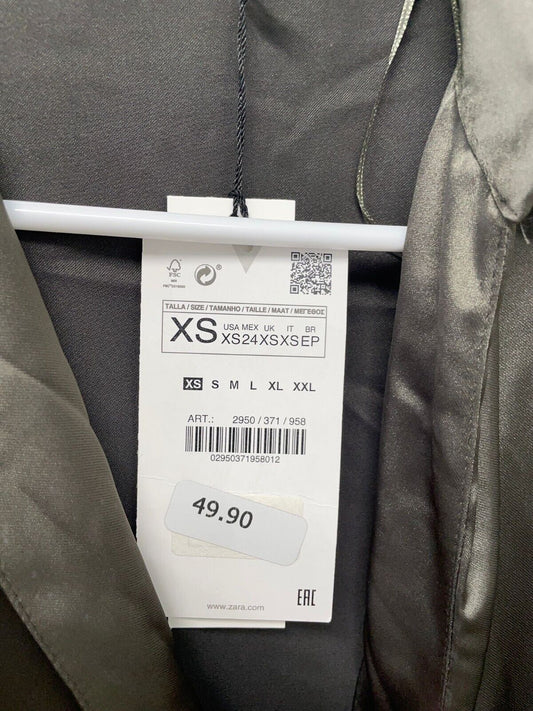 FSC
TALLA / SIZE / TAMANHO / TAILLE / MAAT / ΜΕΓΕΘΟΣ
XS
USA MEX UK IT BR
XS 24 XS XS EP
XS S M L XL XXL
ART.: 2950 / 371 / 958
02950371958012
49.90
www.zara.com
EAC